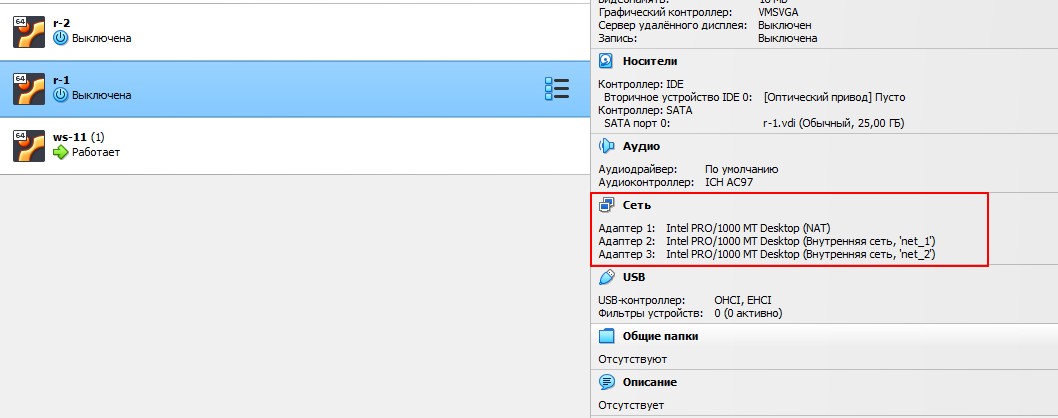 64
r-2
Выключена
64
r-1
Выключена
64
ws-11 (1)
Работает
Графический контроллер: VMSVGA
Сервер удалённого дисплея: Выключен
Запись: Выключена
Носители
Контроллер: IDE
Вторичное устройство IDE 0: [Оптический привод] Пусто
Контроллер: SATA
SATA порт 0: r-1.vdi (Обычный, 25,00 ГБ)
Аудио
Аудиодрайвер: По умолчанию
Аудиоконтроллер: ICH AC97
Сеть
Адаптер 1: Intel PRO/1000 MT Desktop (NAT)
Адаптер 2: Intel PRO/1000 MT Desktop (Внутренняя сеть, 'net_1')
Адаптер 3: Intel PRO/1000 MT Desktop (Внутренняя сеть, 'net_2')
USB
USB-контроллер: OHCI, EHCI
Фильтры устройств: 0 (0 активно)
Общие папки
Отсутствуют
Описание
Отсутствует